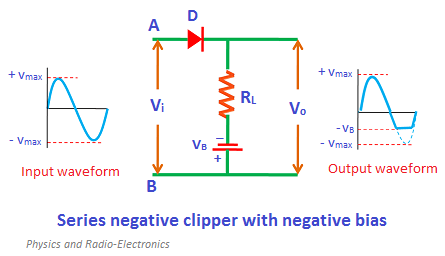 A
D
+ Vmax
- Vmax
Input waveform
Vi
RL
VB
−
+
Vo
B
+ Vmax
-VB
- Vmax
Output waveform
Series negative clipper with negative bias
Physics and Radio-Electronics